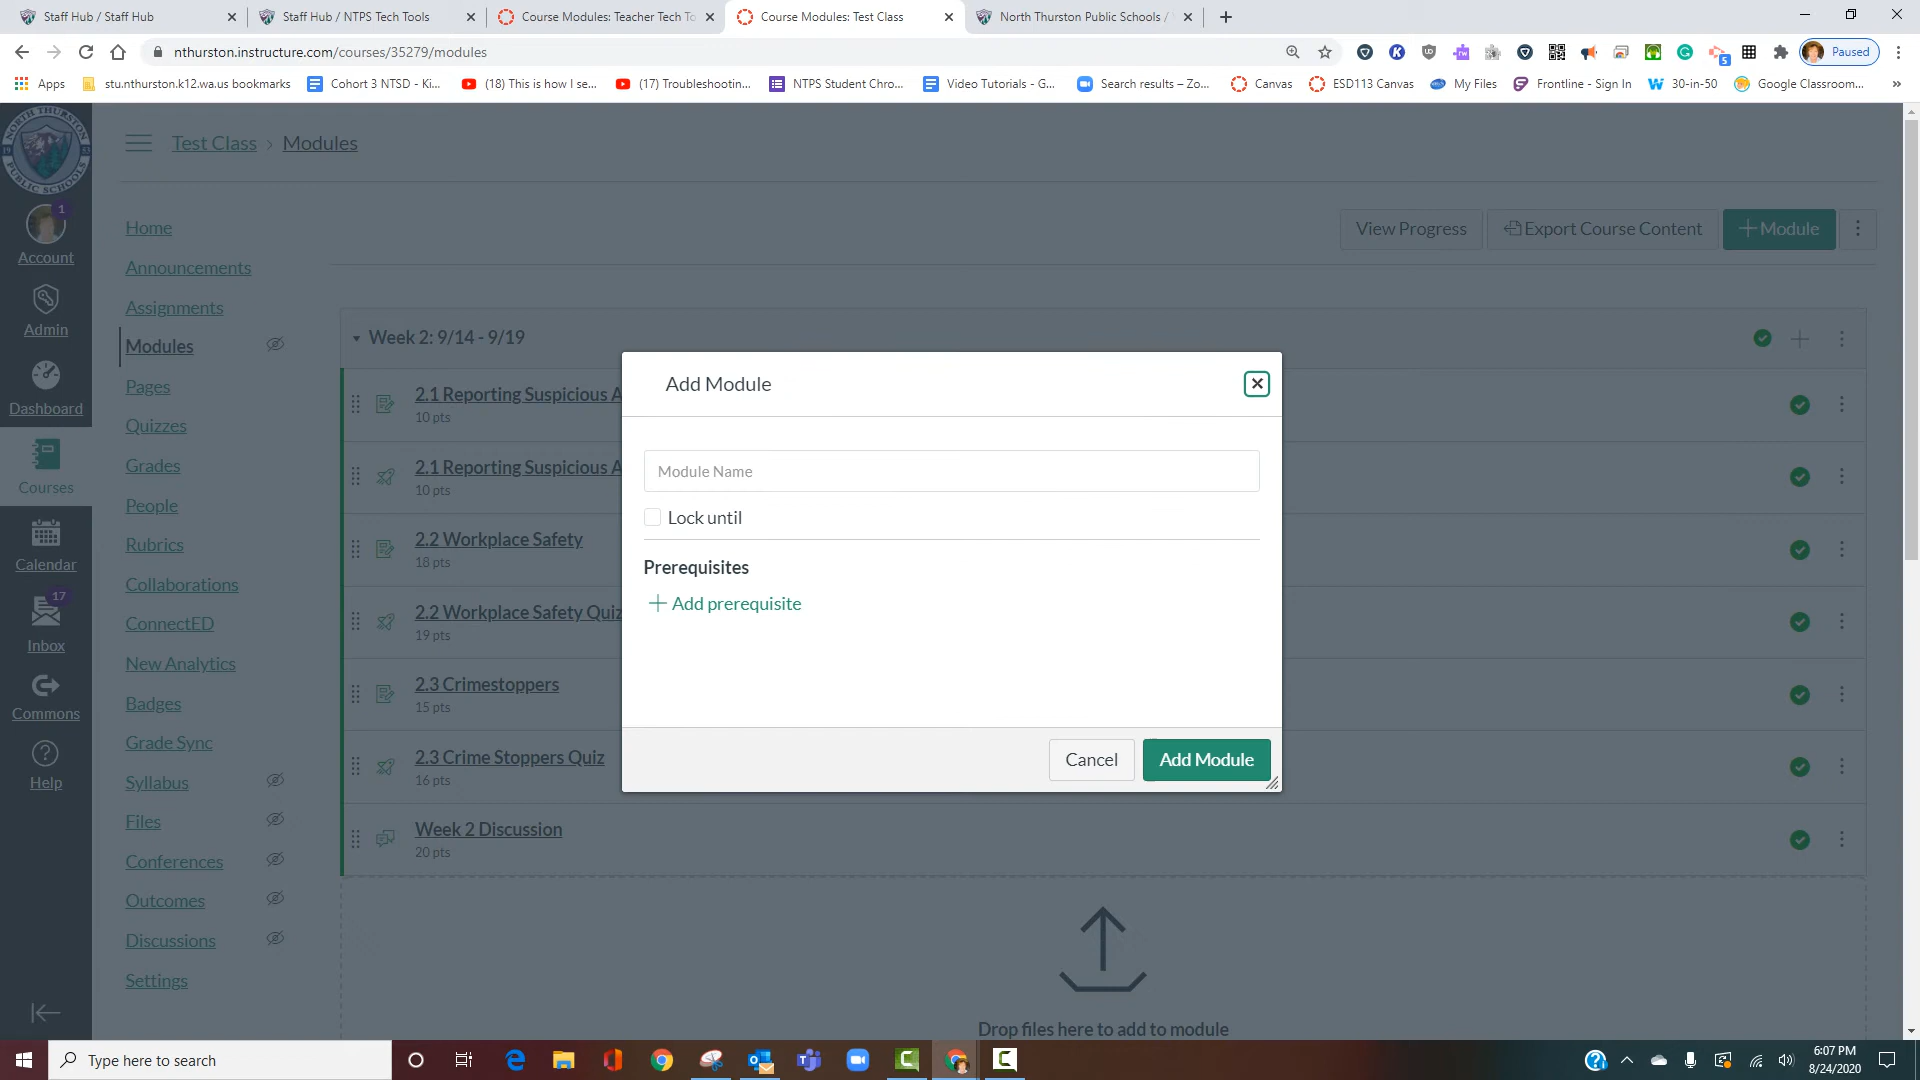 Staff Hub / Staff Hub
Staff Hub / NTPS Tech Tools
Course Modules: Teacher Tech To
Course Modules: Test Class
North Thurston Public Schools /
nthurston.instructure.com/courses/35279/modules
Paused
Apps
stu.nthurston.k12.wa.us bookmarks
Cohort 3 NTSD - Ki...
(18) This is how I se...
(17) Troubleshootin...
NTPS Student Chro...
Video Tutorials - G...
Search results – Zo...
Canvas
ESD113 Canvas
My Files
Frontline - Sign In
30-in-50
Google Classroom...
»
NORTH THURSTON
PUBLIC SCHOOLS
Test Class › Modules
1
Account
Admin
Dashboard
Courses
Calendar
17
Inbox
Commons
Help
Home
Announcements
Assignments
Modules
Pages
Quizzes
Grades
People
Rubrics
Collaborations
ConnectED
New Analytics
Badges
Grade Sync
Syllabus
Files
Conferences
Outcomes
Discussions
Settings
View Progress
Export Course Content
Module
Week 2: 9/14 - 9/19
2.1 Reporting Suspicious A
10 pts
2.1 Reporting Suspicious A
10 pts
2.2 Workplace Safety
18 pts
2.2 Workplace Safety Quiz
19 pts
2.3 Crimestoppers
15 pts
2.3 Crime Stoppers Quiz
16 pts
Week 2 Discussion
20 pts
Drop files here to add to module
Add Module
Module Name
Lock until
Prerequisites
Add prerequisite
Cancel
Add Module
Type here to search
6:07 PM
8/24/2020